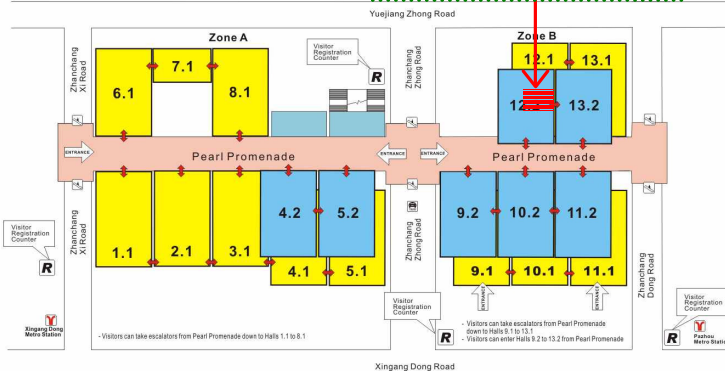 Yuejiang Zhong Road
Zone A
Zone B
Zhanchang
Xi Road
Visitor
Registration
Counter
R
Zhanchang
Zhong Road
6.1
7.1
8.1
12.1
13.1
13.2
ENTRANCE
Pearl Promenade
ENTRANCE
ENTRANCE
Pearl Promenade
Zhanchang
Xi Road
1.1
2.1
3.1
4.2
5.2
4.1
5.1
Zhanchang
Zhong Road
9.2
10.2
11.2
9.1
10.1
11.1
ENTRANCE
ENTRANCE
Zhanchang
Dong Road
Visitor
Registration
Counter
R
Visitor
Registration
Counter
R
Visitor
Registration
Counter
R
Xingang Dong
Metro Station
Pazhou
Metro Stati
- Visitors can take escalators from Pearl Promenade down to Halls 1.1 to 8.1
- Visitors can take escalators from Pearl Promenade
down to Halls 9.1 to 13.1
- Visitors can enter Halls 9.2 to 13.2 from Pearl Promenade
Xingang Dong Road